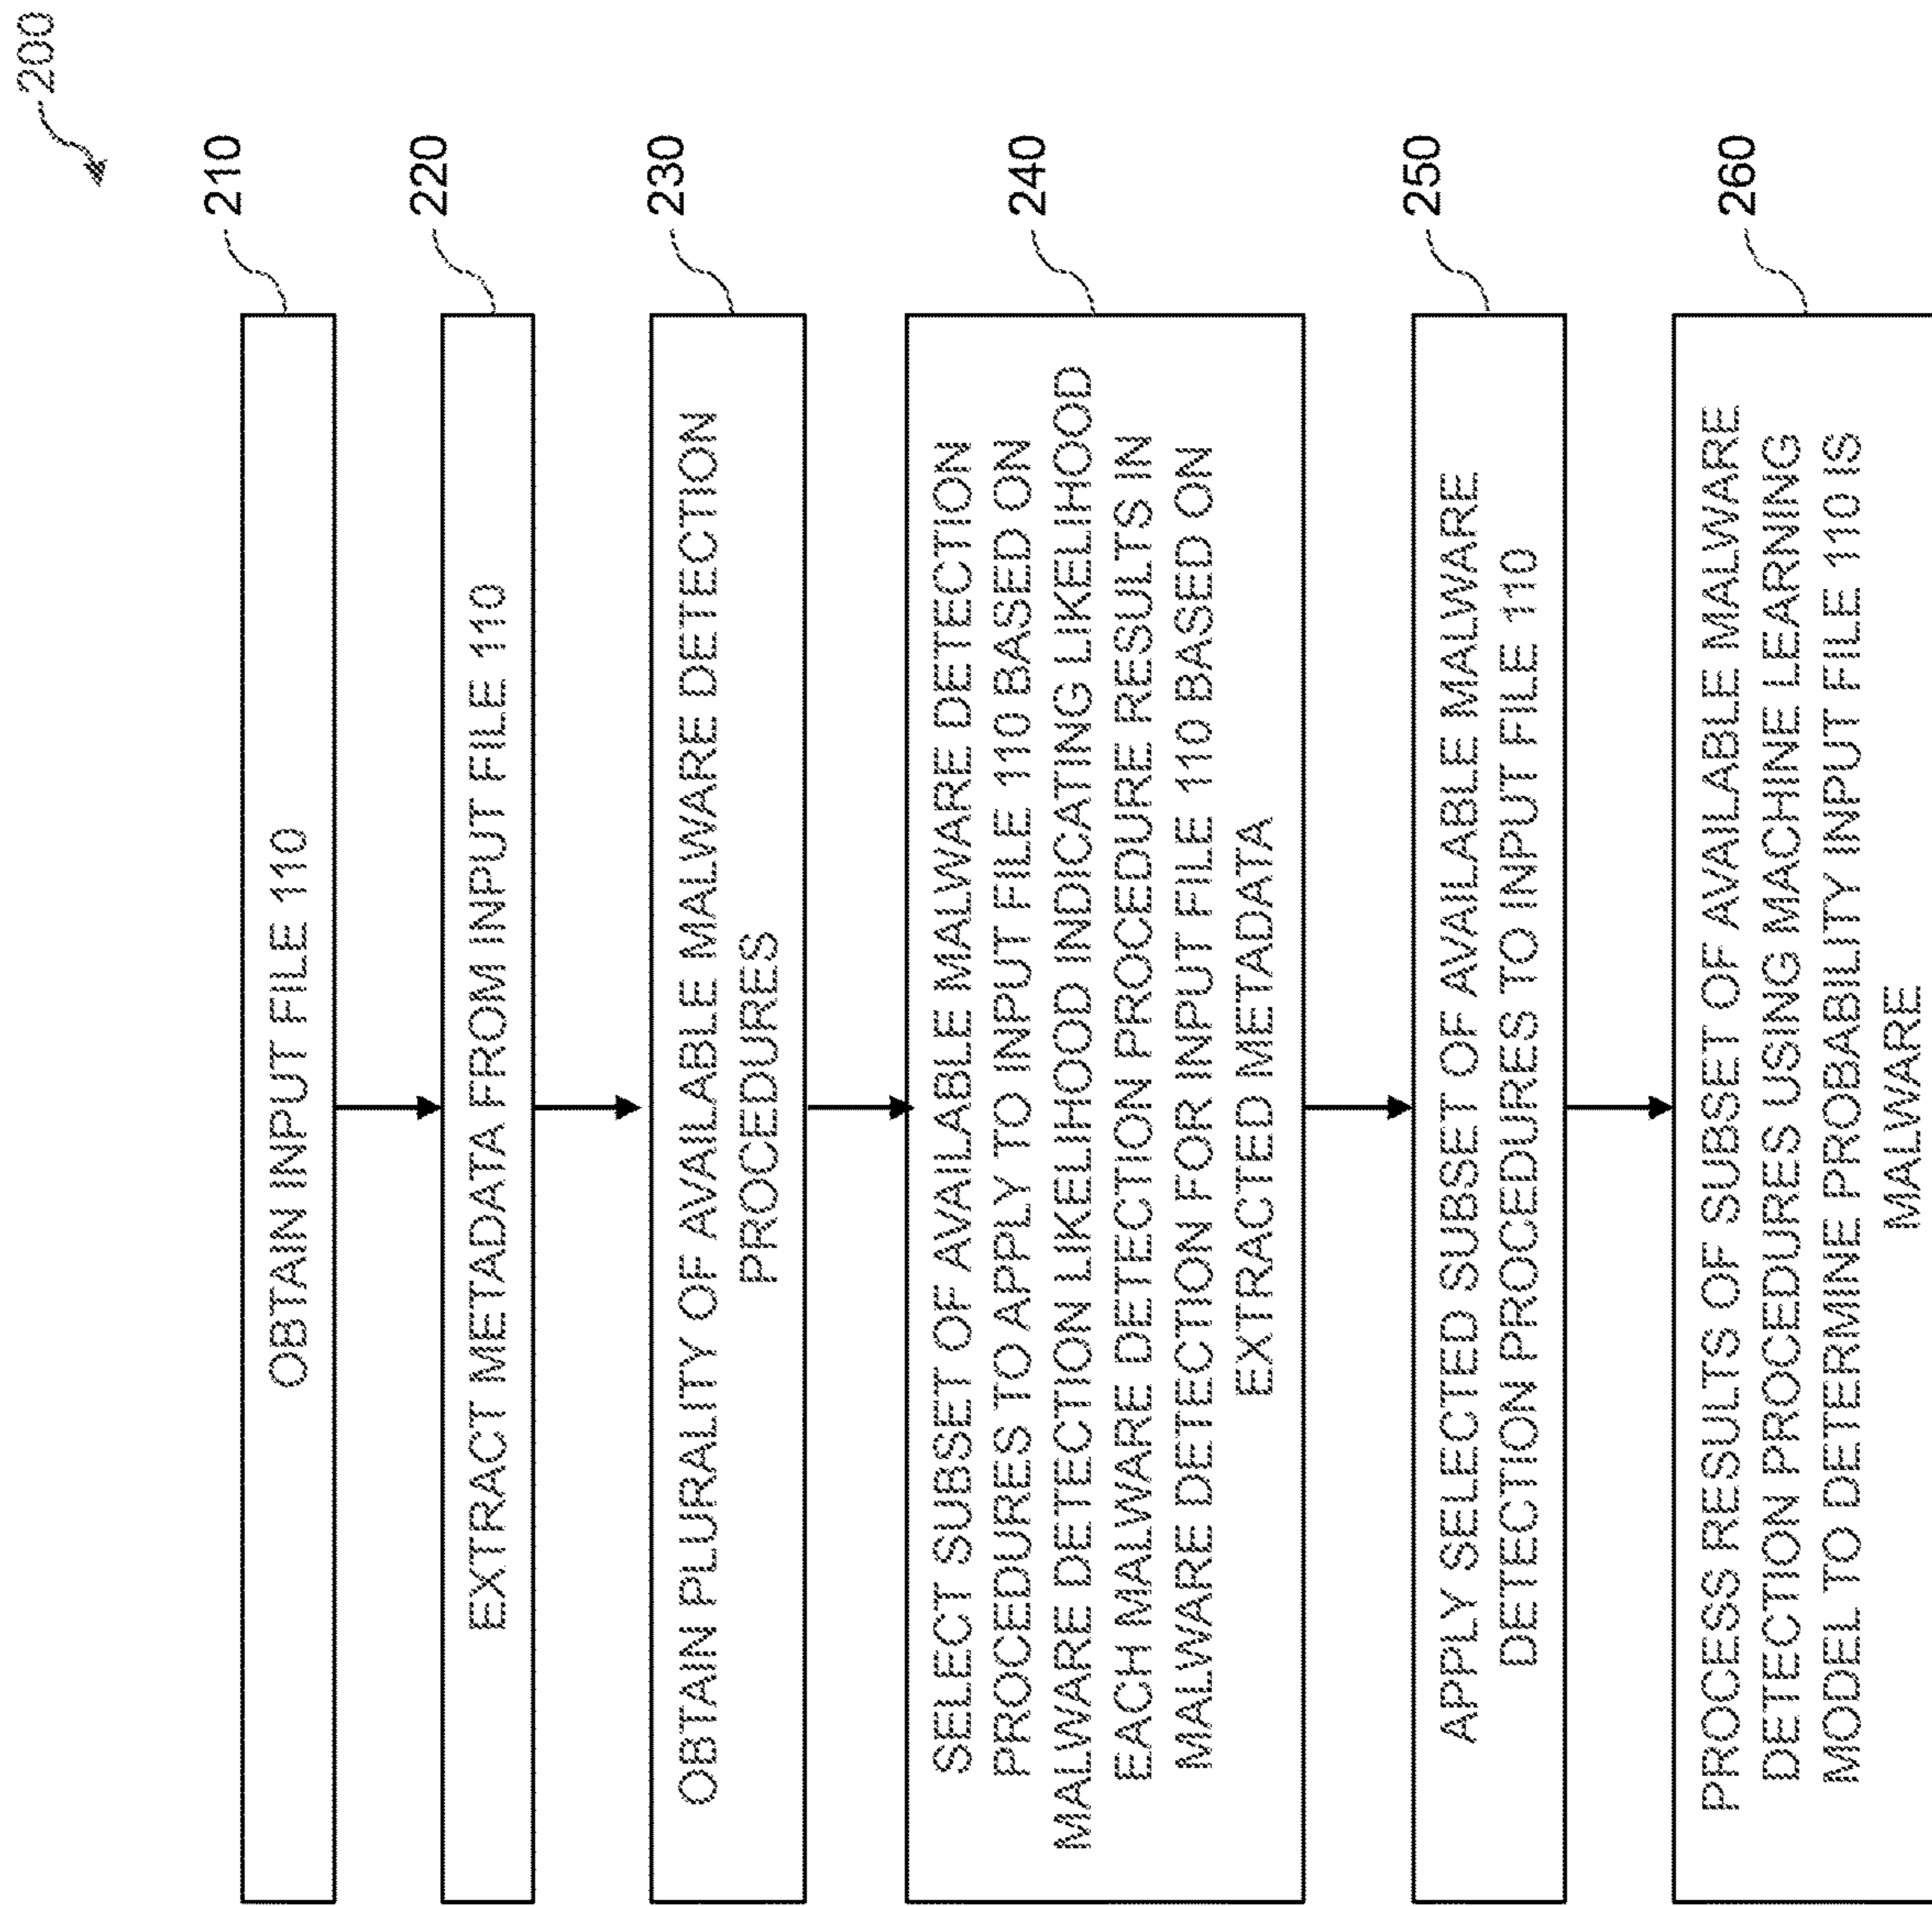 200
210
OBTAIN INPUT FILE 110
220
EXTRACT METADATA FROM INPUT FILE 110
230
OBTAIN PLURALITY OF AVAILABLE MALWARE DETECTION
PROCEDURES
240
SELECT SUBSET OF AVAILABLE MALWARE DETECTION
PROCEDURES TO APPLY TO INPUT FILE 110 BASED ON
MALWARE DETECTION LIKELIHOOD INDICATING LIKELIHOOD
EACH MALWARE DETECTION PROCEDURE RESULTS IN
MALWARE DETECTION FOR INPUT FILE 110 BASED ON
EXTRACTED METADATA
250
APPLY SELECTED SUBSET OF AVAILABLE MALWARE
DETECTION PROCEDURES TO INPUT FILE 110
260
PROCESS RESULTS OF SUBSET OF AVAILABLE MALWARE
DETECTION PROCEDURES USING MACHINE LEARNING
MODEL TO DETERMINE PROBABILITY INPUT FILE 110 IS
MALWARE